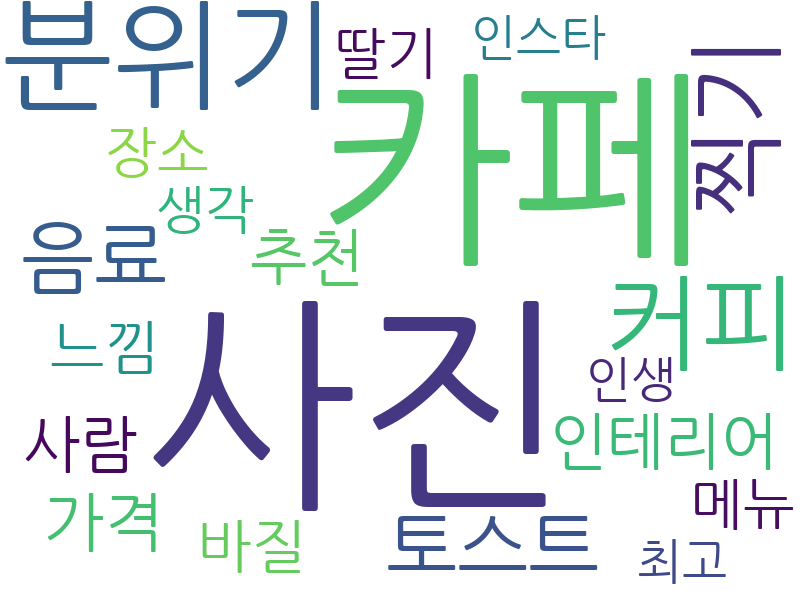 분위기
딸기
인스타
카페
찍기
장소
생각
추천
음료
커피
느낌
사진
인생
사람
인테리어
가격
바질
토스트
메뉴
최고